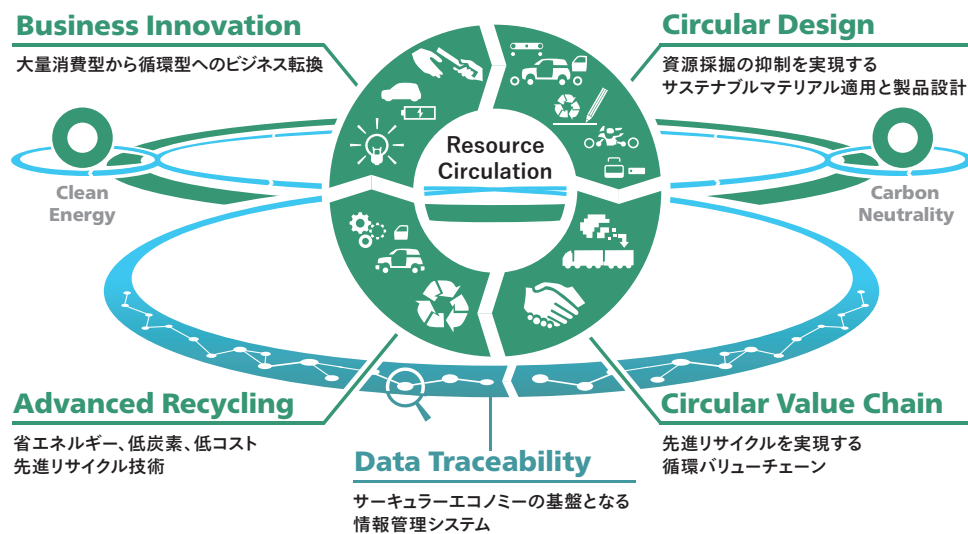 Business Innovation
大量消費型から循環型へのビジネス転換
Circular Design
資源採掘の抑制を実現する
サステナブルマテリアル適用と製品設計
Resource
Circulation
Clean
Energy
Carbon
Neutrality
Advanced Recycling
省エネルギー、低炭素、低コスト
先進リサイクル技術
Data Traceability
サーキュラーエコノミーの基盤となる
情報管理システム
Circular Value Chain
先進リサイクルを実現する
循環バリューチェーン